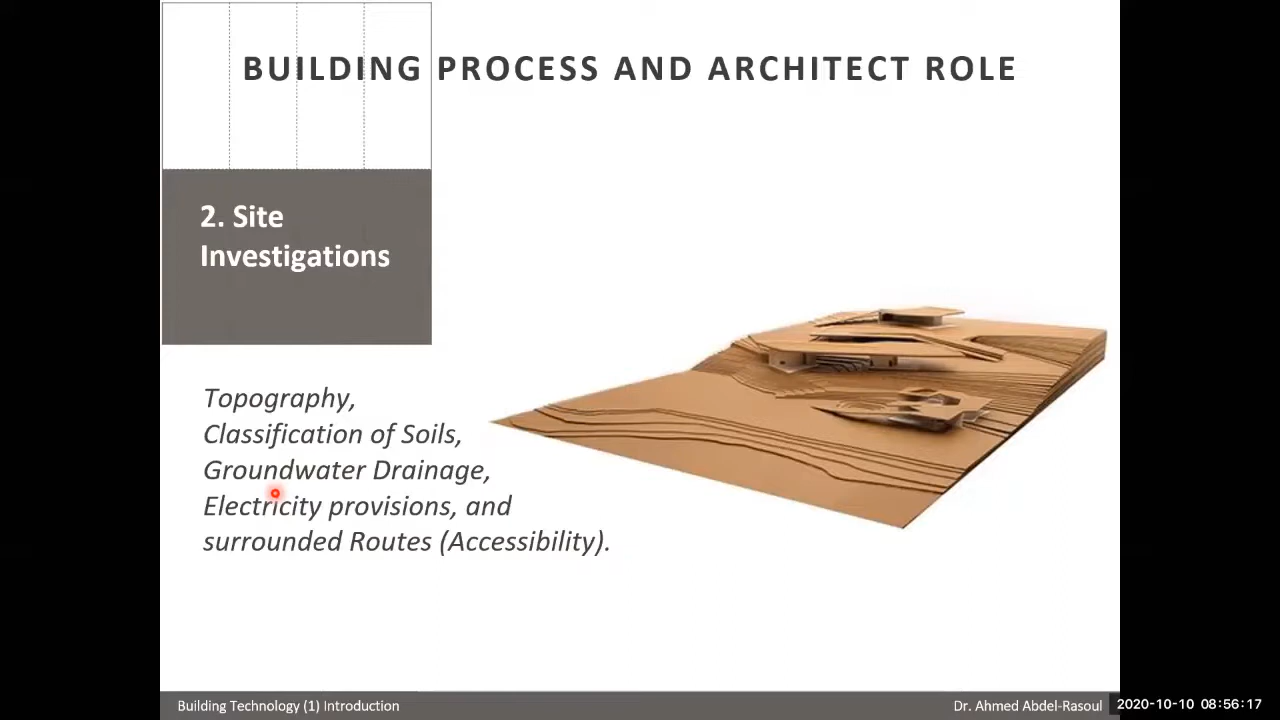 BUILDING PROCESS AND ARCHITECT ROLE
2. Site
Investigations
Topography,
Classification of Soils,
Groundwater Drainage,
Electricity provisions, and
surrounded Routes (Accessibility).
Building Technology (1) Introduction
Dr. Ahmed Abdel-Rasoul
2020-10-10 08:56:17